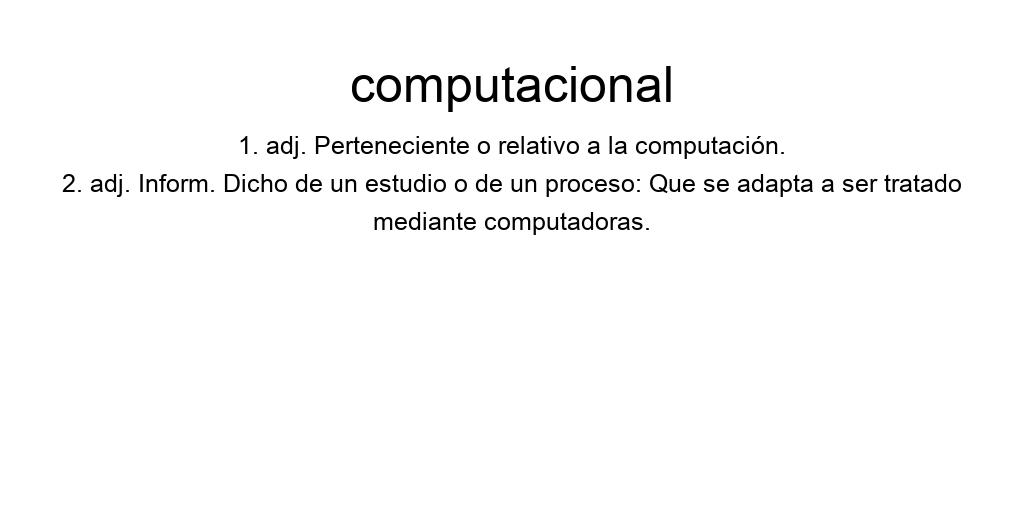 computacional
1. adj. Perteneciente o relativo a la computación.
2. adj. Inform. Dicho de un estudio o de un proceso: Que se adapta a ser tratado
mediante computadoras.